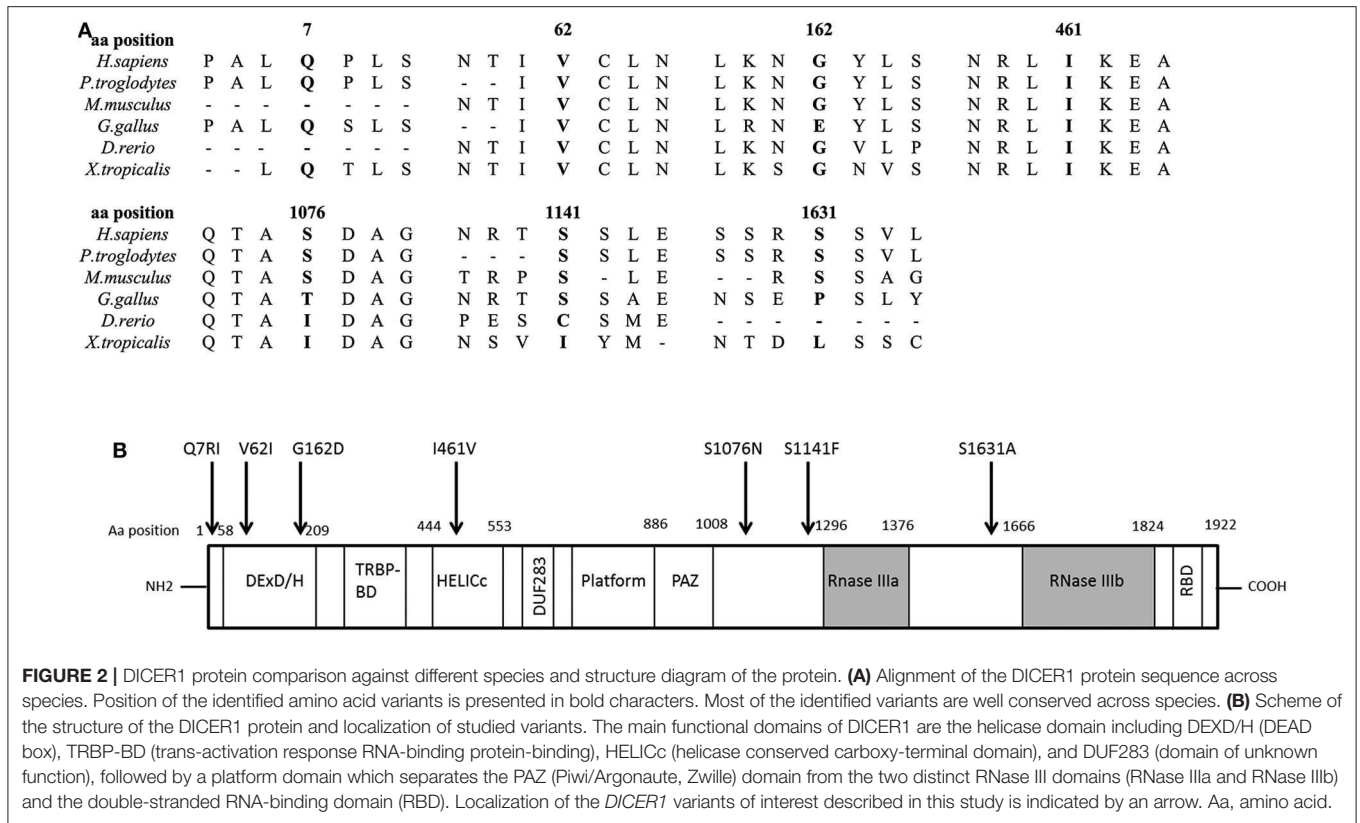 A
7 62 162 461
aa position
H.sapiens P A L Q P L S N T I V C L N L K N G Y L S N R L I K E A
P.troglodytes P A L Q P L S - - I V C L N L K N G Y L S N R L I K E A
M.musculus - - - - - - - N T I V C L N L K N G Y L S N R L I K E A
G.gallus P A L Q S L S - - I V C L N L R N E Y L S N R L I K E A
D.rerio - - - - - - - N T I V C L N L K N G V L P N R L I K E A
X.tropicalis - - L Q T L S N T I V C L N L K S G N V S N R L I K E A
aa position 1076 1141 1631
H.sapiens Q T A S D A G N R T S S L E S S R S S V L
P.troglodytes Q T A S D A G - - - S S L E S S R S S V L
M.musculus Q T A S D A G T R P S - L E - - R S S A G
G.gallus Q T A T D A G N R T S S A E N S E P S L Y
D.rerio Q T A I D A G P E S C S M E - - - - - - -
X.tropicalis Q T A I D A G N S V I Y M - N T D L S S C
B
Q7RI V62I G162D I461V S1076N S1141F S1631A
Aa position 1 58 209 444 553 886 1008 1296 1376 1666 1824 1922
NH2 DExD/H TRBP-BD HELICc DUF283 Platform PAZ Rnase IIIa RNase IIIb RBD COOH
FIGURE 2 | DICER1 protein comparison against different species and structure diagram of the protein. (A) Alignment of the DICER1 protein sequence across
species. Position of the identified amino acid variants is presented in bold characters. Most of the identified variants are well conserved across species. (B) Scheme of
the structure of the DICER1 protein and localization of studied variants. The main functional domains of DICER1 are the helicase domain including DEXD/H (DEAD
box), TRBP-BD (trans-activation response RNA-binding protein-binding), HELICc (helicase conserved carboxy-terminal domain), and DUF283 (domain of unknown
function), followed by a platform domain which separates the PAZ (Piwi/Argonaute, Zwille) domain from the two distinct RNase III domains (RNase IIIa and RNase IIIb)
and the double-stranded RNA-binding domain (RBD). Localization of the DICER1 variants of interest described in this study is indicated by an arrow. Aa, amino acid.